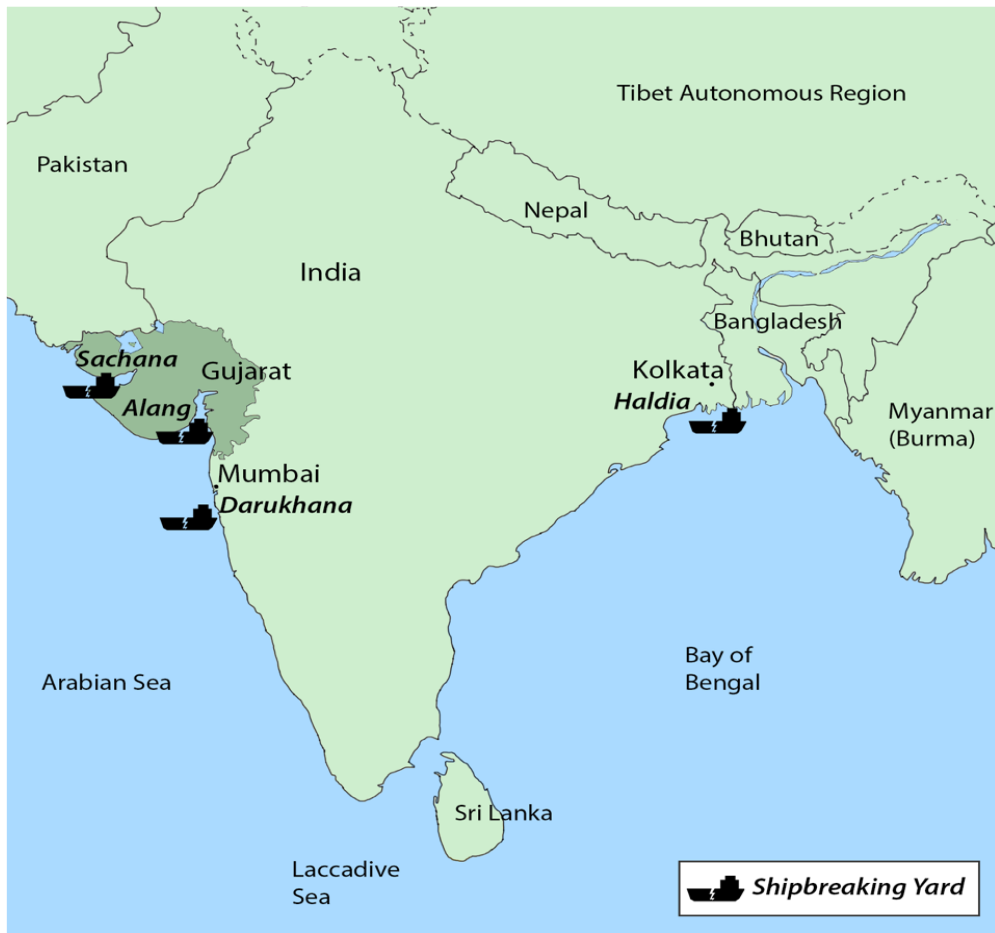 Tibet Autonomous Region
Pakistan
Nepal
Bhutan
India
Bangladesh
Sachana
Gujarat
Kolkata
Alang
Haldia
Myanmar
(Burma)
Mumbai
Darukhana
Arabian Sea
Bay of
Bengal
Sri Lanka
Laccadive
Sea
Shipbreaking Yard